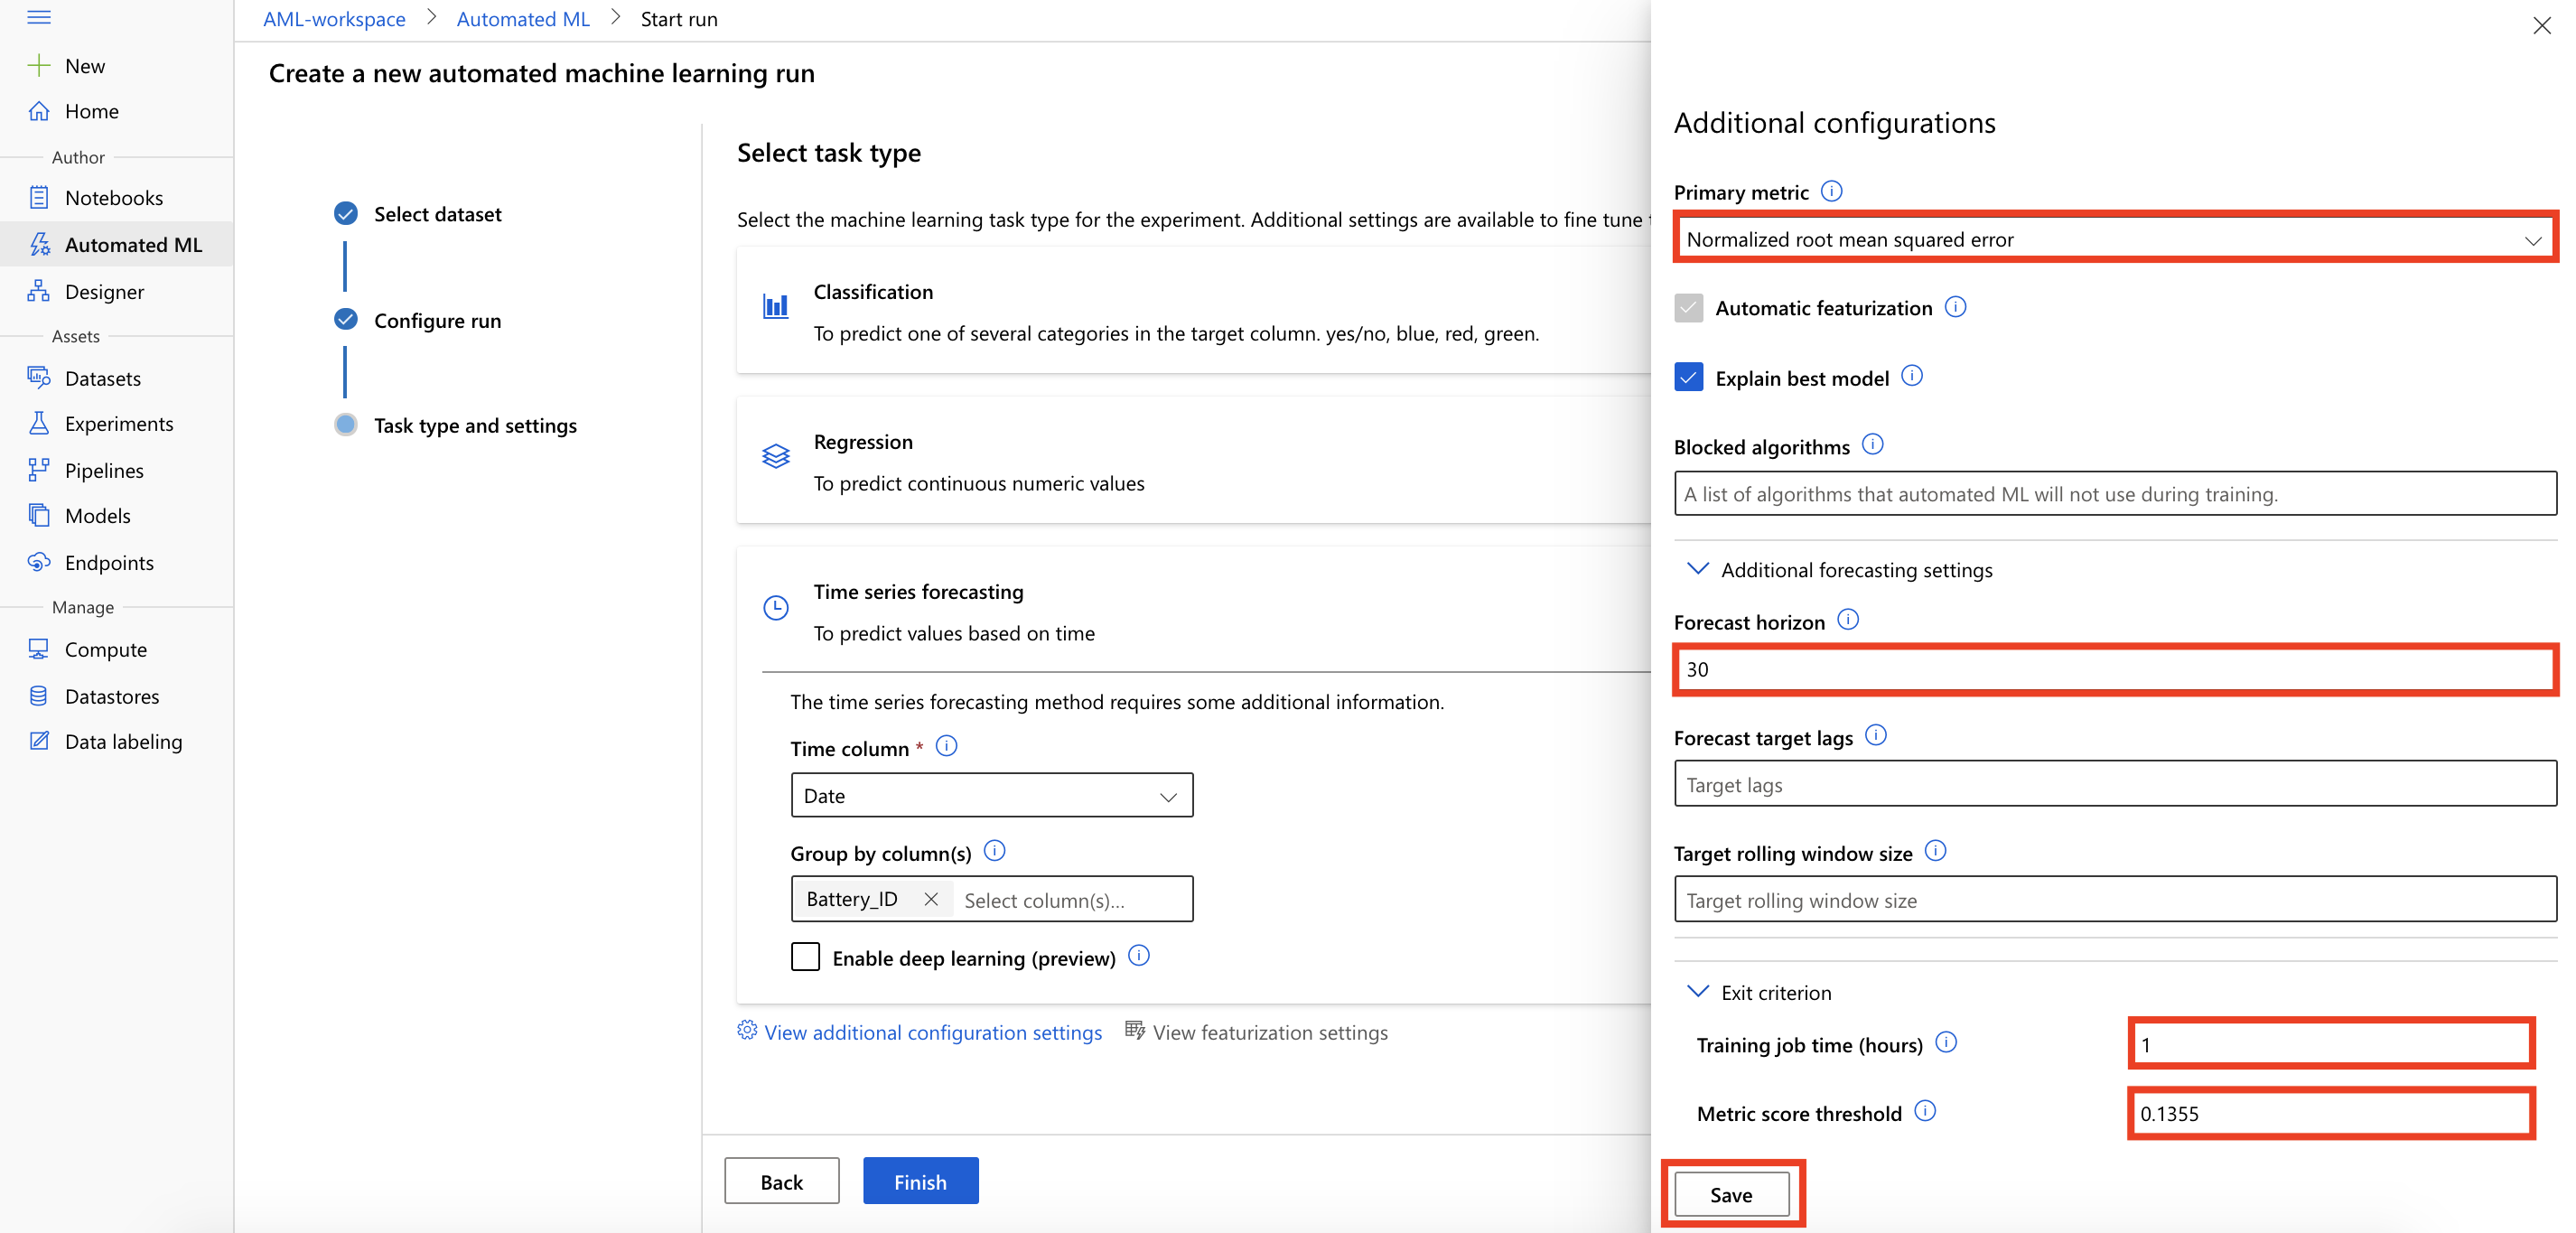 AML-workspace > Automated ML > Start run
New
Home
Author
Notebooks
Automated ML
Designer
Assets
Datasets
Experiments
Pipelines
Models
Endpoints
Manage
Compute
Datastores
Data labeling
Create a new automated machine learning run
Select dataset
Configure run
Task type and settings
Select task type
Select the machine learning task type for the experiment. Additional settings are available to fine tune
Classification
To predict one of several categories in the target column. yes/no, blue, red, green.
Regression
To predict continuous numeric values
Time series forecasting
To predict values based on time
The time series forecasting method requires some additional information.
Time column *
Date
Group by column(s)
Battery_ID Select column(s)...
Enable deep learning (preview)
View additional configuration settings View featurization settings
Back Finish
Additional configurations
Primary metric
Normalized root mean squared error
Automatic featurization
Explain best model
Blocked algorithms
A list of algorithms that automated ML will not use during training.
Additional forecasting settings
Forecast horizon
30
Forecast target lags
Target lags
Target rolling window size
Target rolling window size
Exit criterion
Training job time (hours) 1
Metric score threshold 0.1355
Save